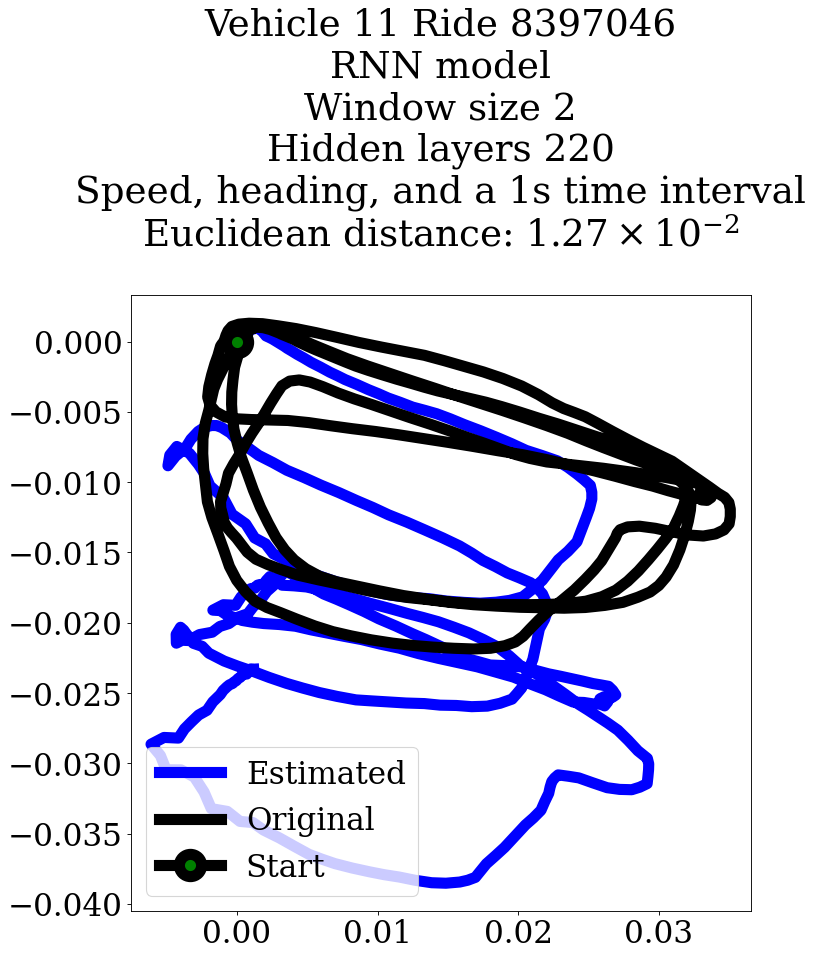 Vehicle 11 Ride 8397046
RNN model
Window size 2
Hidden layers 220
Speed, heading, and a 1s time interval
Euclidean distance: 1.27 × 10⁻²
0.000
−0.005
−0.010
−0.015
−0.020
−0.025
−0.030
−0.035
−0.040
Estimated
Original
Start
0.00 0.01 0.02 0.03